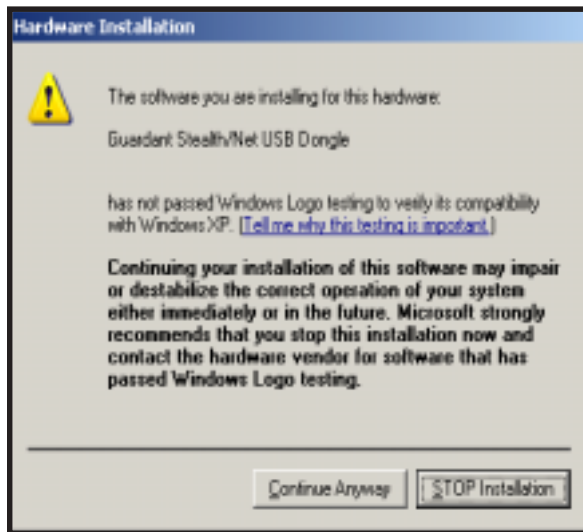 Hardware Installation
The software you are installing for this hardware:
Guardant Stealth/Net USB Dongle
has not passed Windows Logo testing to verify its compatibility
with Windows XP. (Tell me why this testing is important.)
Continuing your installation of this software may impair
or destabilize the correct operation of your system
either immediately or in the future. Microsoft strongly
recommends that you stop this installation now and
contact the hardware vendor for software that has
passed Windows Logo testing.
Continue Anyway
STOP Installation